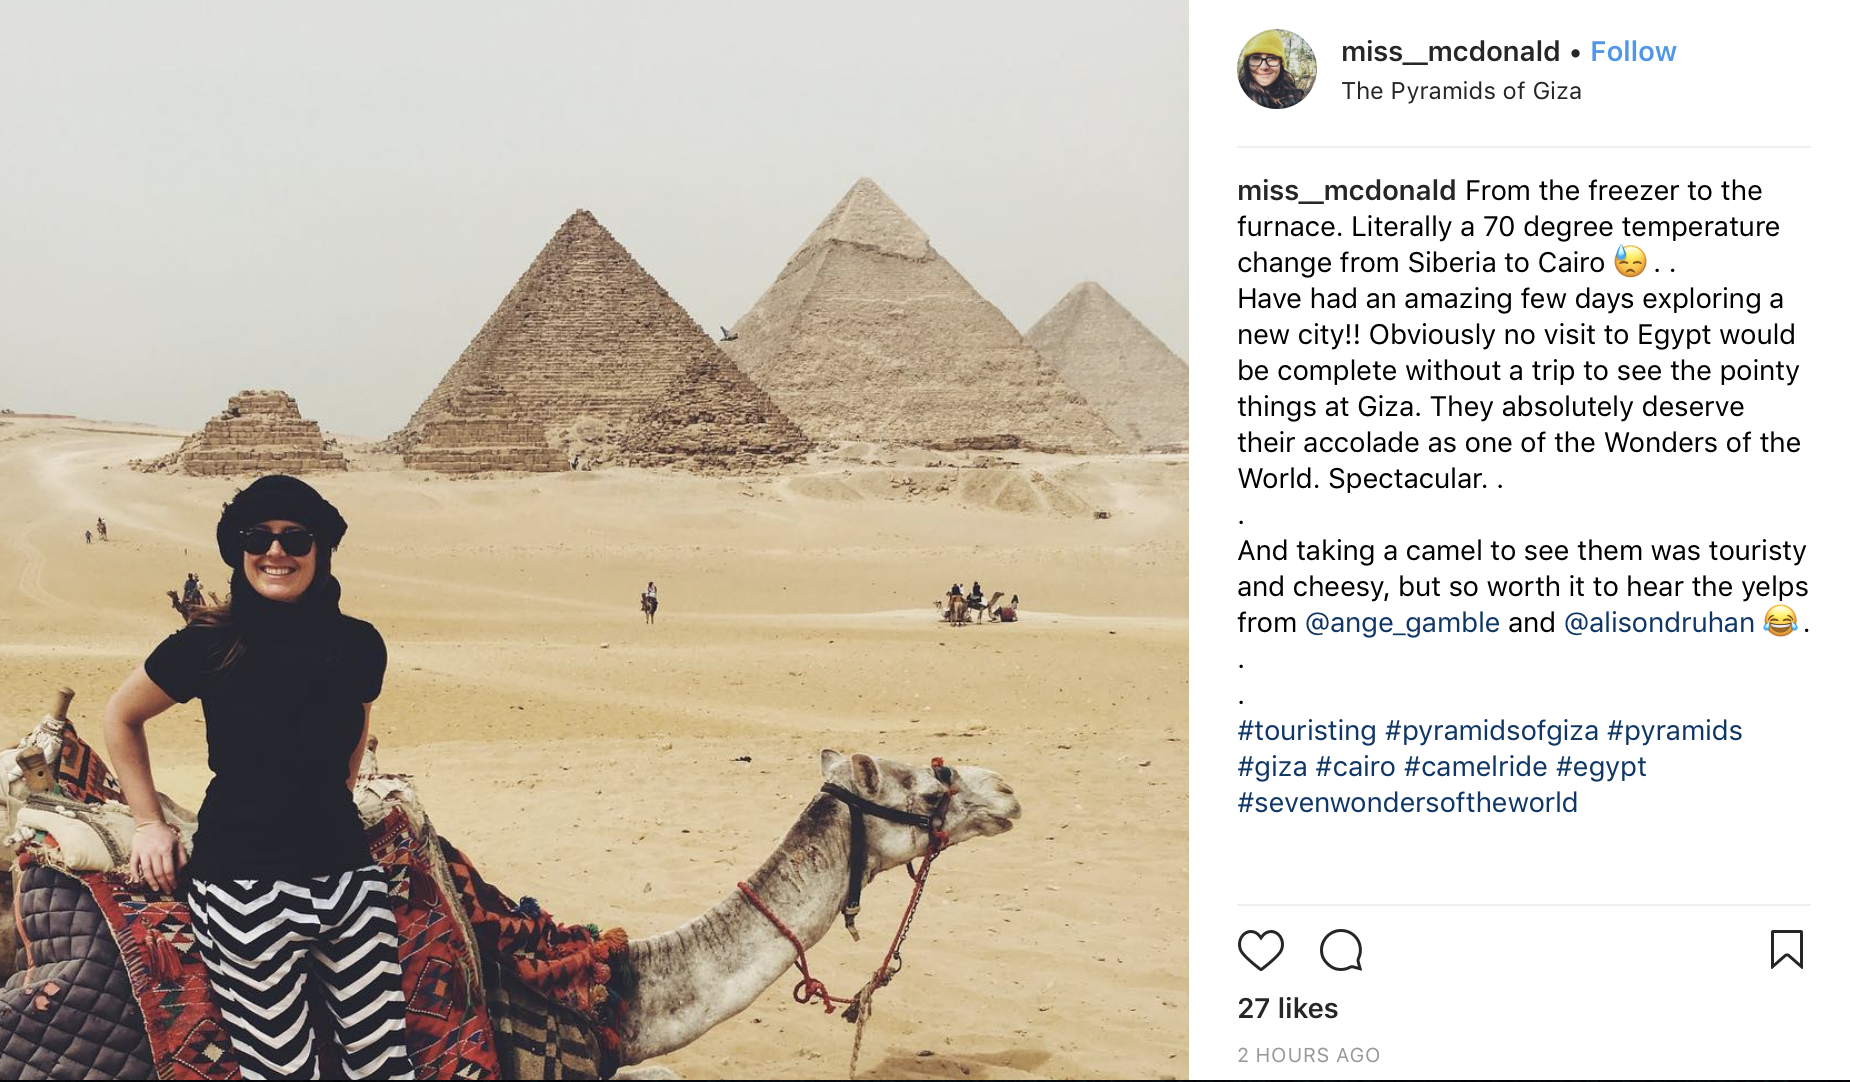 miss__mcdonald • Follow
The Pyramids of Giza
miss__mcdonald From the freezer to the
furnace. Literally a 70 degree temperature
change from Siberia to Cairo 😓 . .
Have had an amazing few days exploring a
new city!! Obviously no visit to Egypt would
be complete without a trip to see the pointy
things at Giza. They absolutely deserve
their accolade as one of the Wonders of the
World. Spectacular. .
.
And taking a camel to see them was touristy
and cheesy, but so worth it to hear the yelps
from @ange_gamble and @alisondruhan 😂 .
.
.
#touristing #pyramidsofgiza #pyramids
#giza #cairo #camelride #egypt
#sevenwondersoftheworld
27 likes
2 HOURS AGO